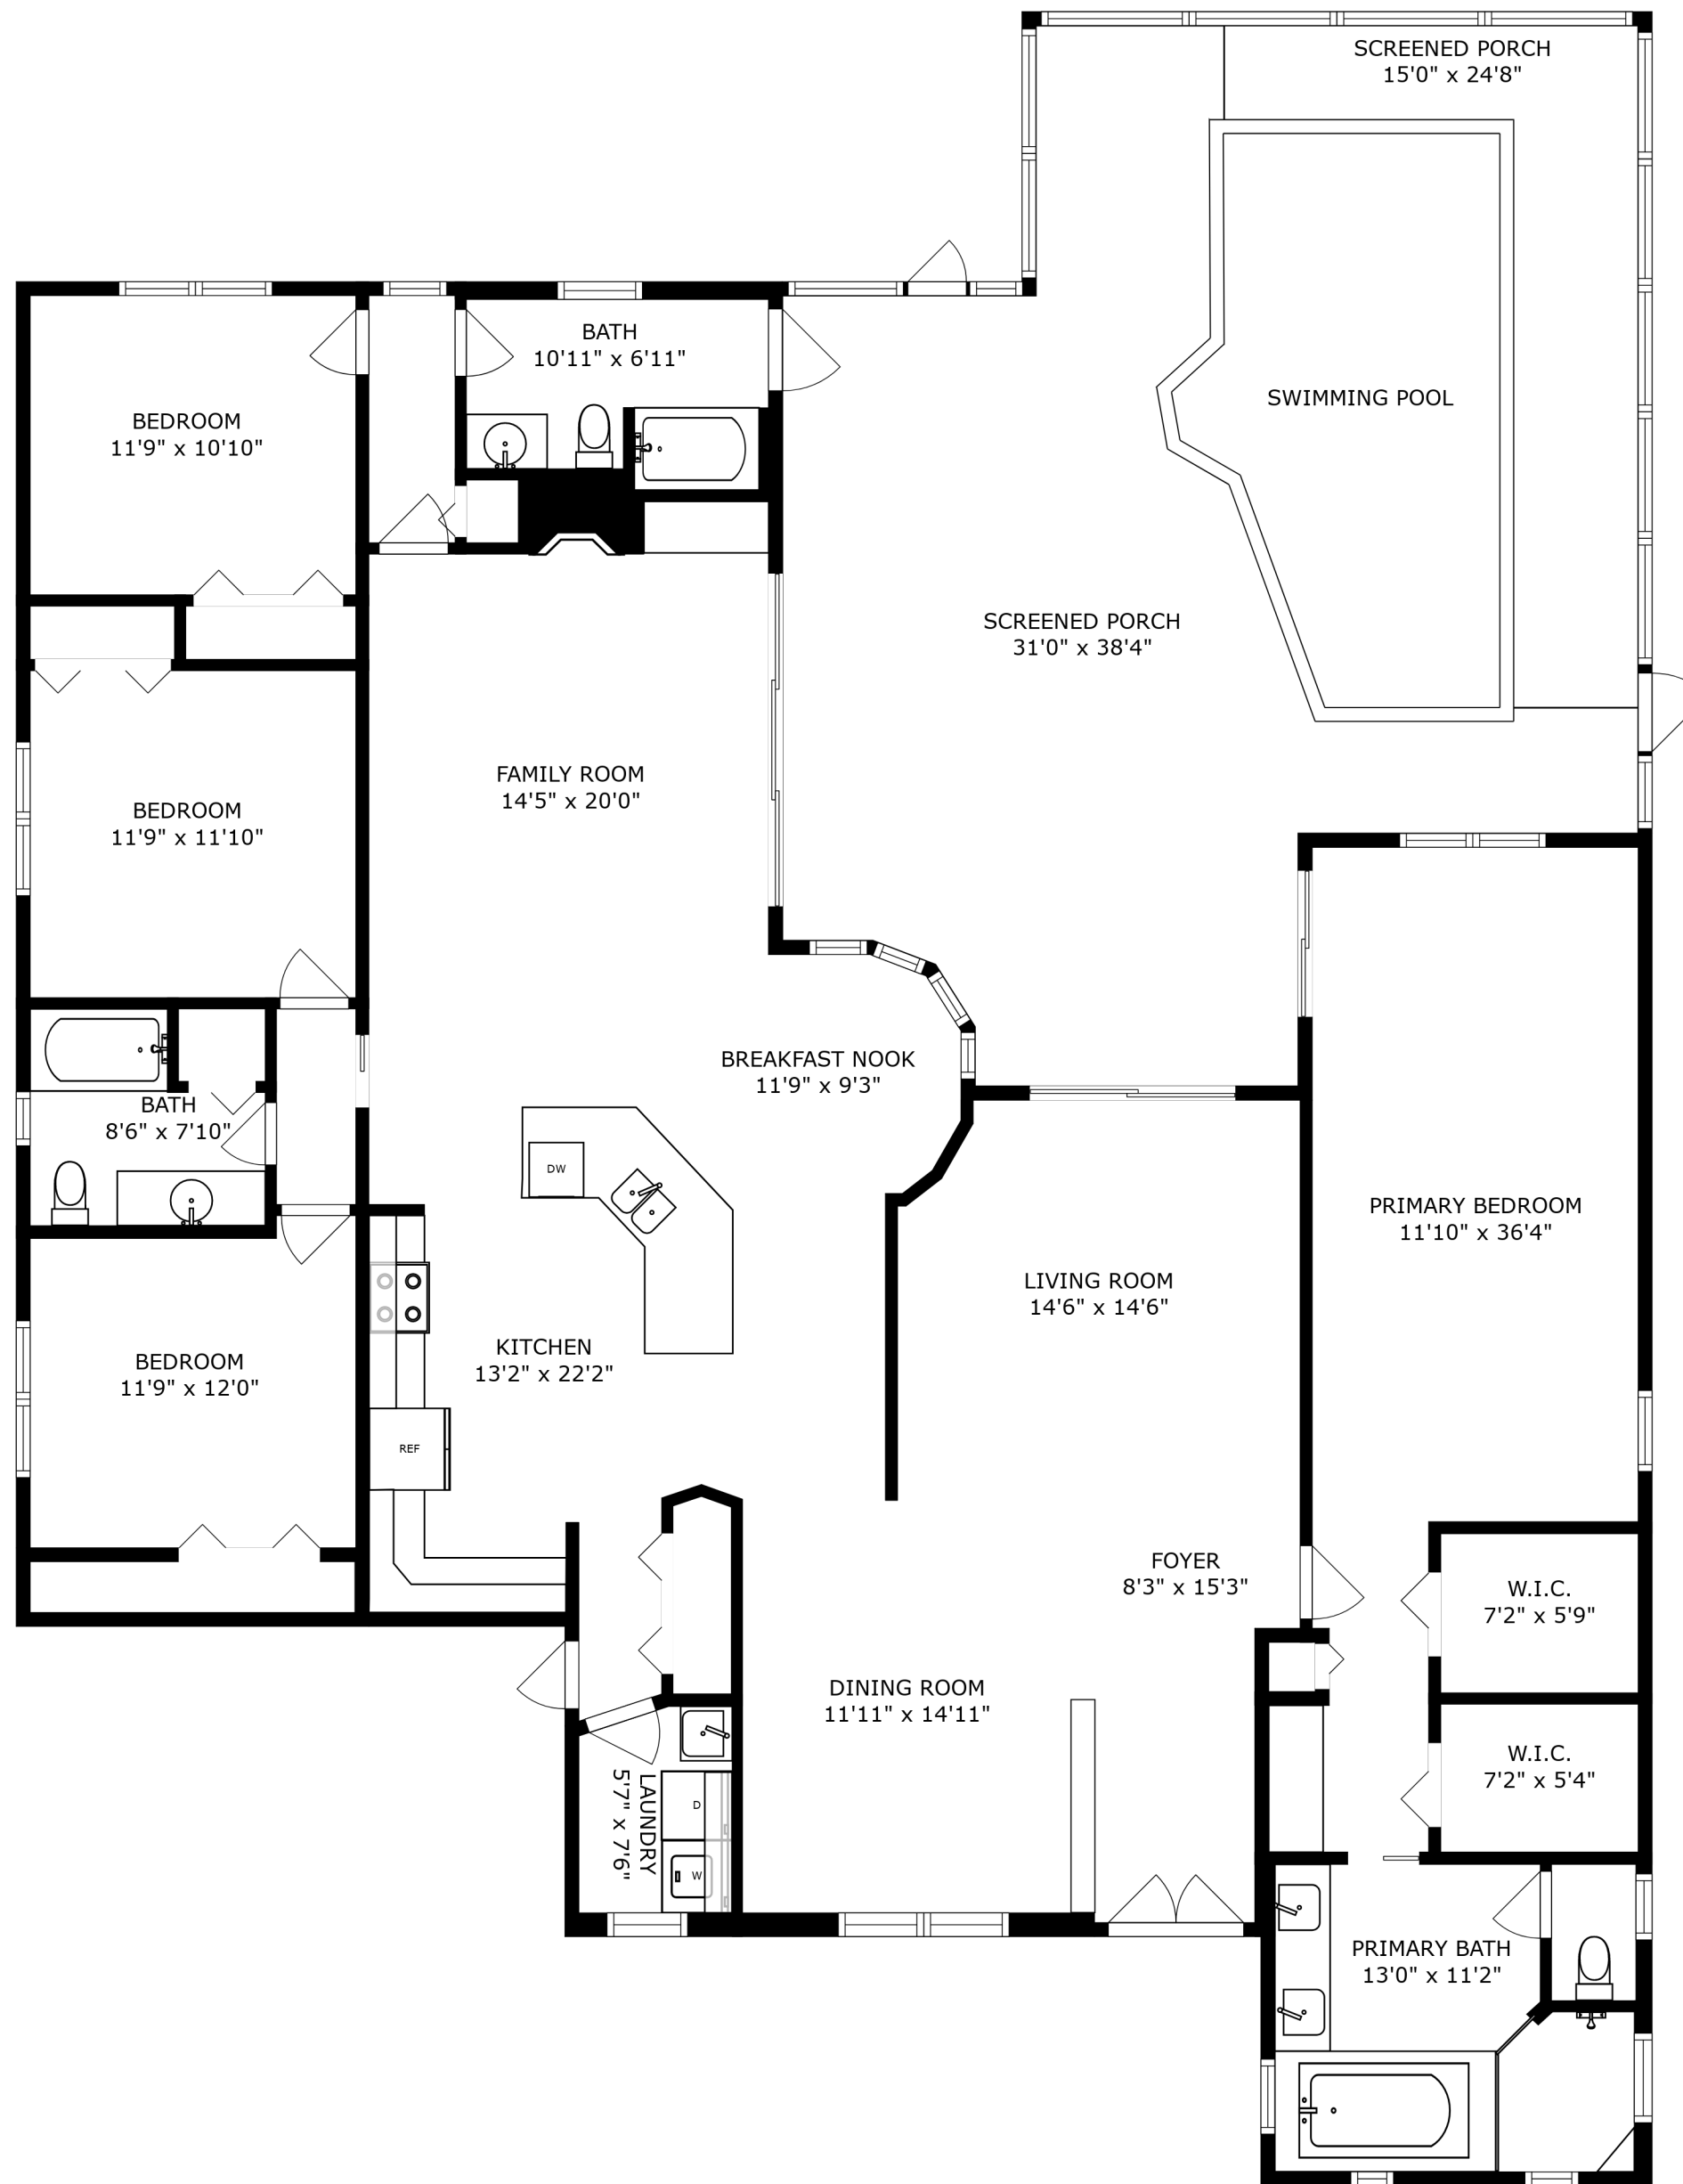 SCREENED PORCH
15'0" x 24'8"
BATH
10'11" x 6'11"
SWIMMING POOL
BEDROOM
11'9" x 10'10"
SCREENED PORCH
31'0" x 38'4"
FAMILY ROOM
14'5" x 20'0"
BEDROOM
11'9" x 11'10"
BREAKFAST NOOK
11'9" x 9'3"
BATH
8'6" x 7'10"
DW
PRIMARY BEDROOM
11'10" x 36'4"
LIVING ROOM
14'6" x 14'6"
KITCHEN
13'2" x 22'2"
BEDROOM
11'9" x 12'0"
REF
FOYER
8'3" x 15'3"
W.I.C.
7'2" x 5'9"
DINING ROOM
11'11" x 14'11"
W.I.C.
7'2" x 5'4"
LAUNDRY
5'7" x 7'6"
D
W
PRIMARY BATH
13'0" x 11'2"